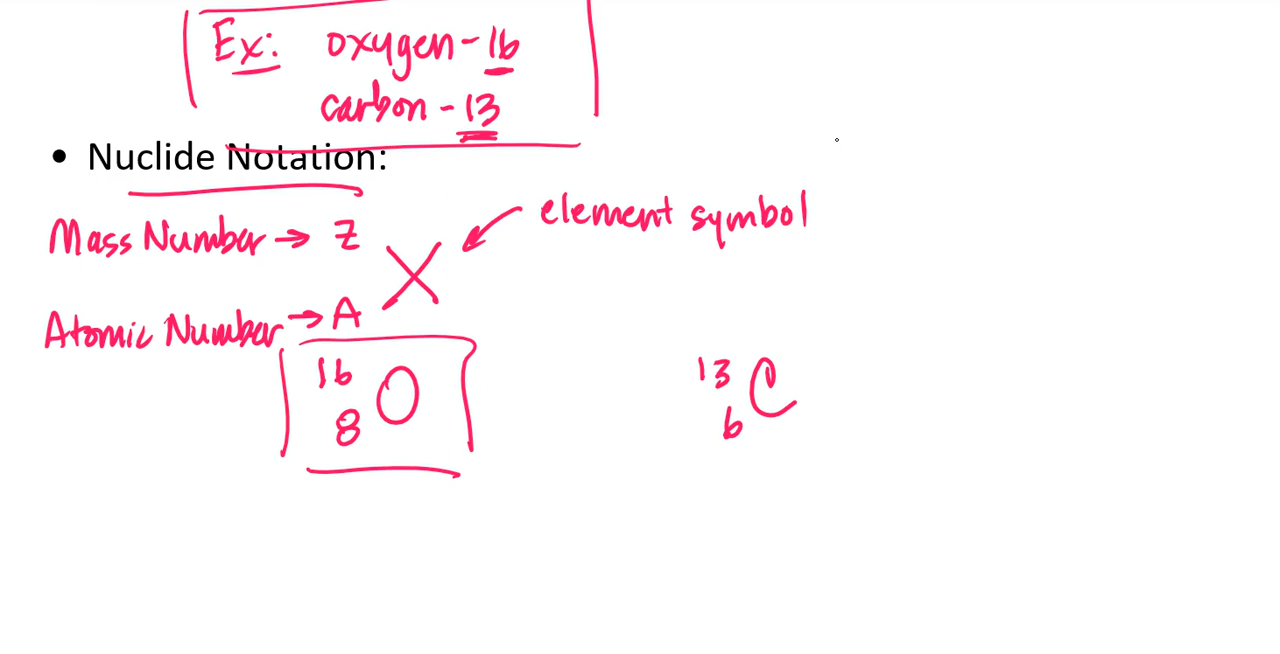 Ex: oxygen-16
carbon-13
• Nuclide Notation:
element symbol
Mass Number → Z
X
Atomic Number → A
16
8 O
13
6 C